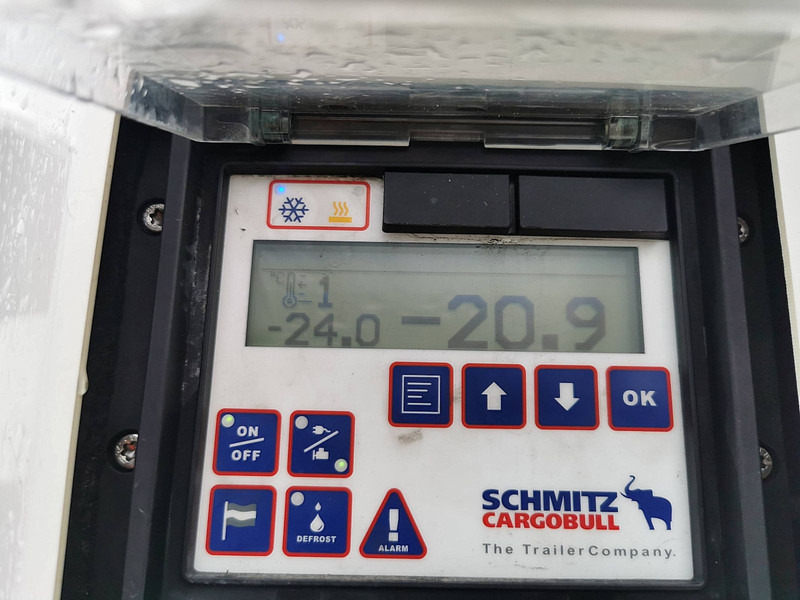 °C 1
-24.0 -20.9
OK
ON
OFF
DEFROST
ALARM
SCHMITZ
CARGOBULL
The TrailerCompany.